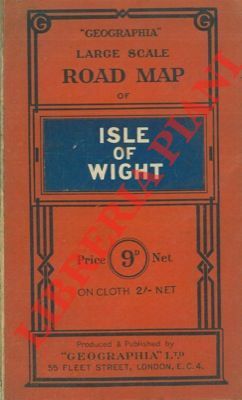 G G
"GEOGRAPHIA"
LARGE SCALE
ROAD MAP
OF
ISLE
OF
WIGHT
Price 9D Net
ON CLOTH 2/- NET
Produced & Published by
"GEOGRAPHIA" LTD
55 FLEET STREET, LONDON, E.C.4.
LIBRERIA PIANI